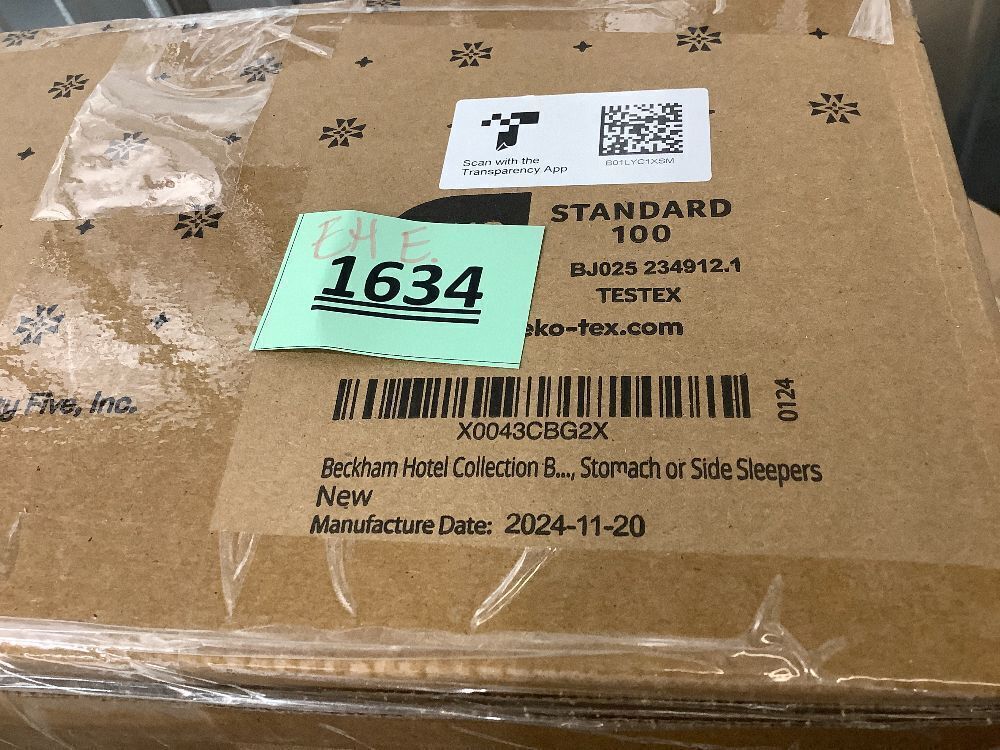 Scan with the
Transparency App
B01LYC1XSM
STANDARD
100
BJ025 234912.1
TESTEX
eko-tex.com
EH E.
1634
y Five, Inc.
0124
X0043CBG2X
Beckham Hotel Collection B..., Stomach or Side Sleepers
New
Manufacture Date: 2024-11-20